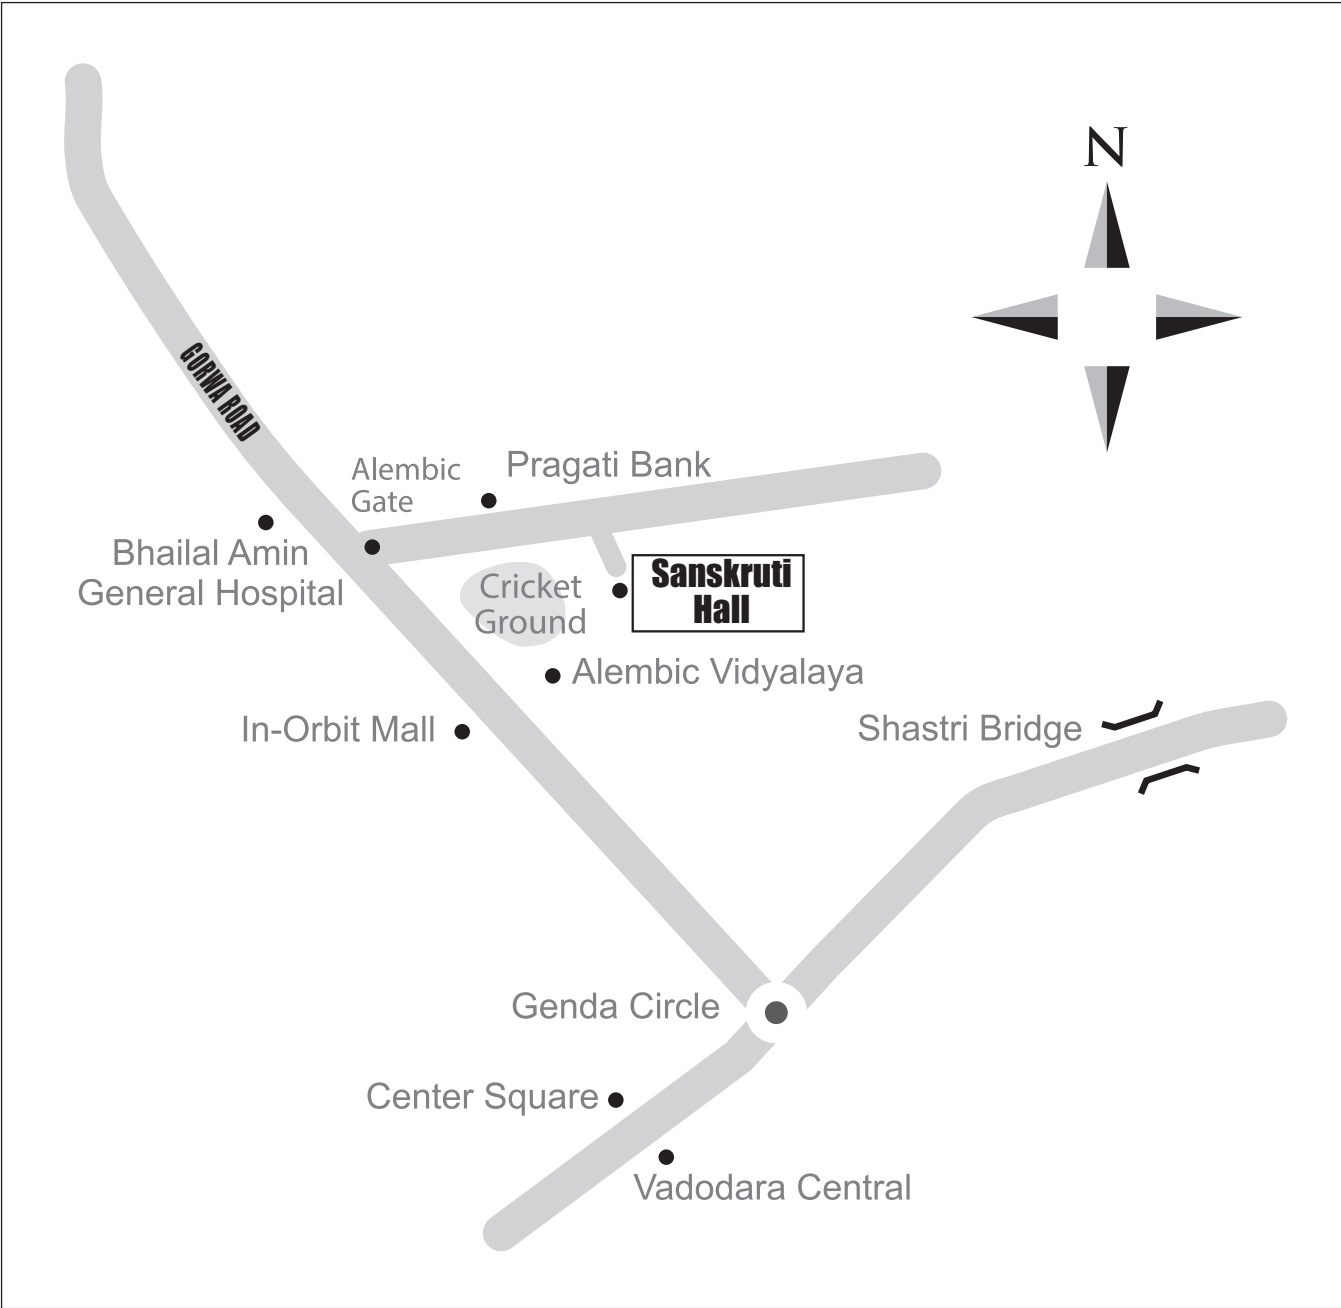 N
GORWA ROAD
Alembic
Gate
Pragati Bank
Bhailal Amin
General Hospital
Cricket
Ground
Sanskruti
Hall
Alembic Vidyalaya
In-Orbit Mall
Shastri Bridge
Genda Circle
Center Square
Vadodara Central